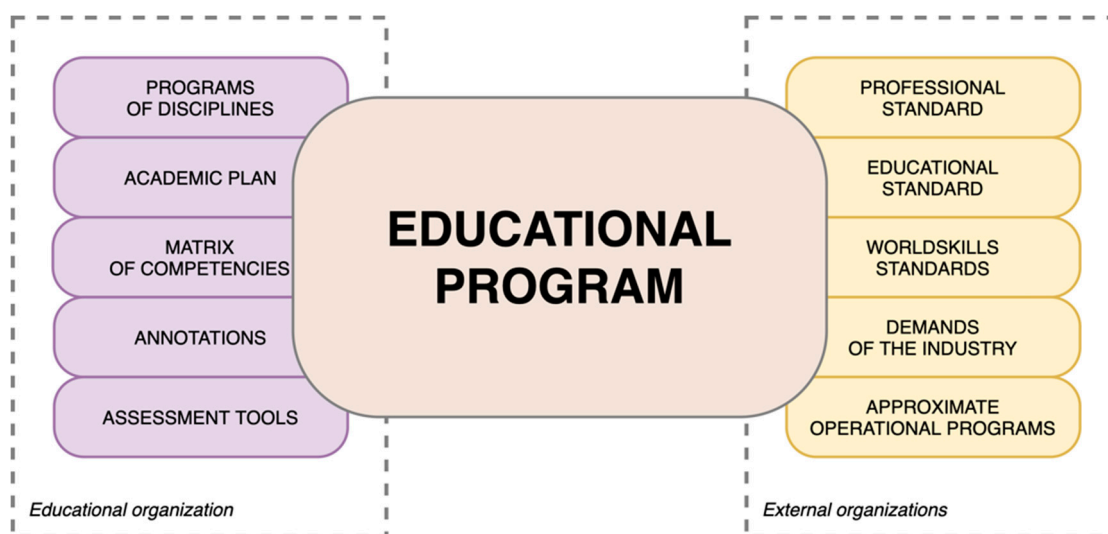 PROGRAMS
OF DISCIPLINES
ACADEMIC PLAN
MATRIX
OF COMPETENCIES
ANNOTATIONS
ASSESSMENT TOOLS
Educational organization
EDUCATIONAL
PROGRAM
PROFESSIONAL
STANDARD
EDUCATIONAL
STANDARD
WORLDSKILLS
STANDARDS
DEMANDS
OF THE INDUSTRY
APPROXIMATE
OPERATIONAL PROGRAMS
External organizations